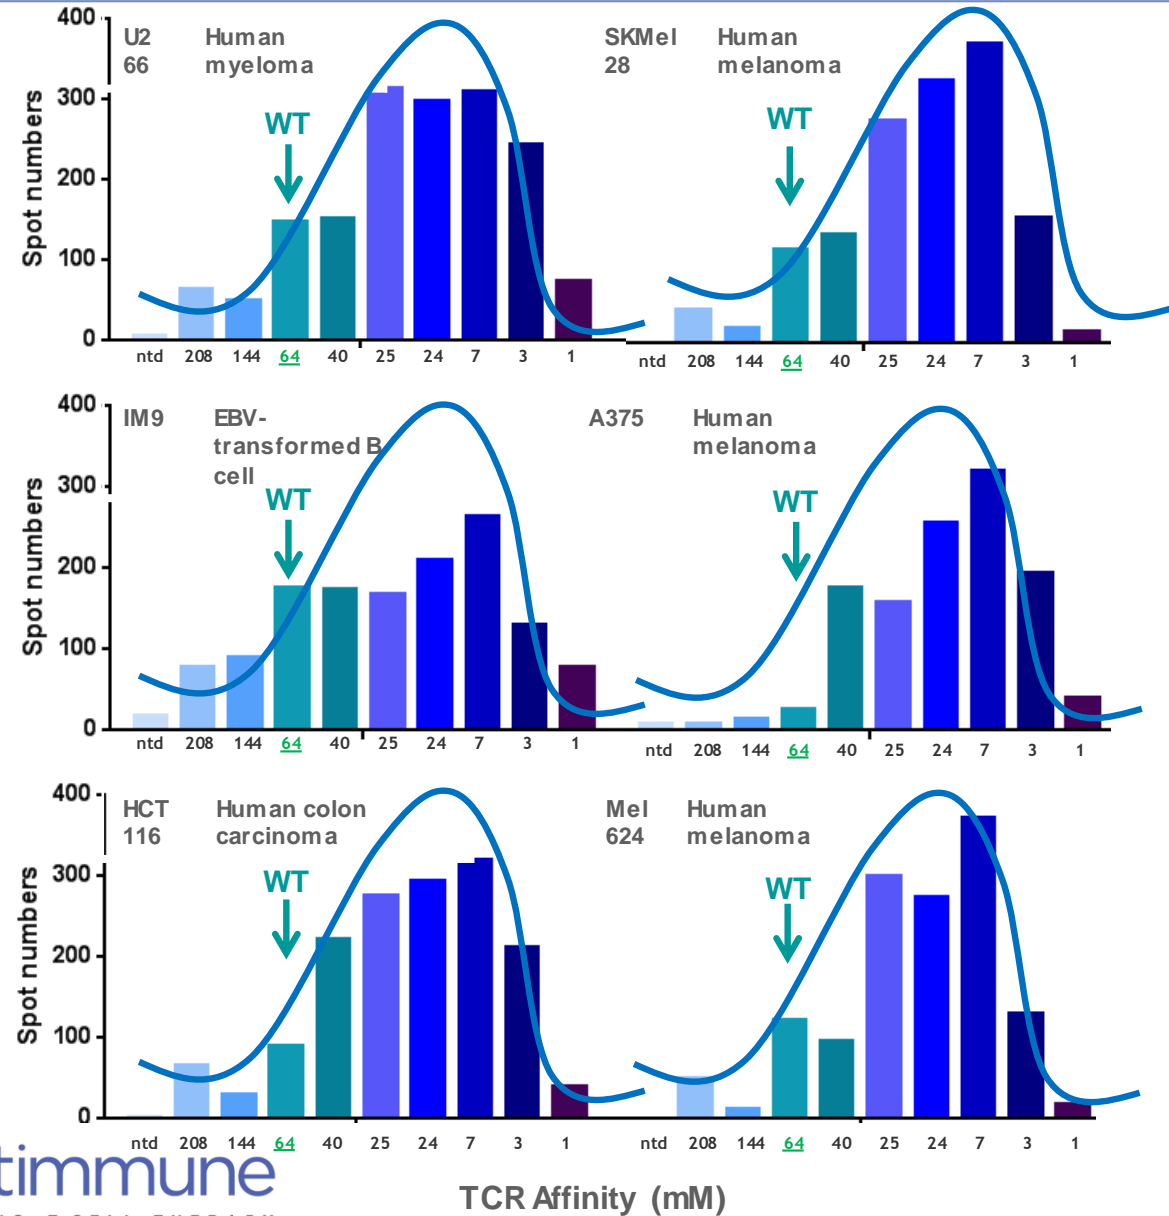 400
300
200
100
0
Spot numbers
U2
66
Human
myeloma
WT
ntd 208 144 64 40 25 24 7 3 1
SKMel
28
Human
melanoma
WT
ntd 208 144 64 40 25 24 7 3 1
400
300
200
100
0
Spot numbers
IM9
EBV-
transformed B
cell
WT
ntd 208 144 64 40 25 24 7 3 1
A375
Human
melanoma
WT
ntd 208 144 64 40 25 24 7 3 1
400
300
200
100
0
Spot numbers
HCT
116
Human colon
carcinoma
WT
ntd 208 144 64 40 25 24 7 3 1
Mel
624
Human
melanoma
WT
ntd 208 144 64 40 25 24 7 3 1
timmune
TCR Affinity (mM)